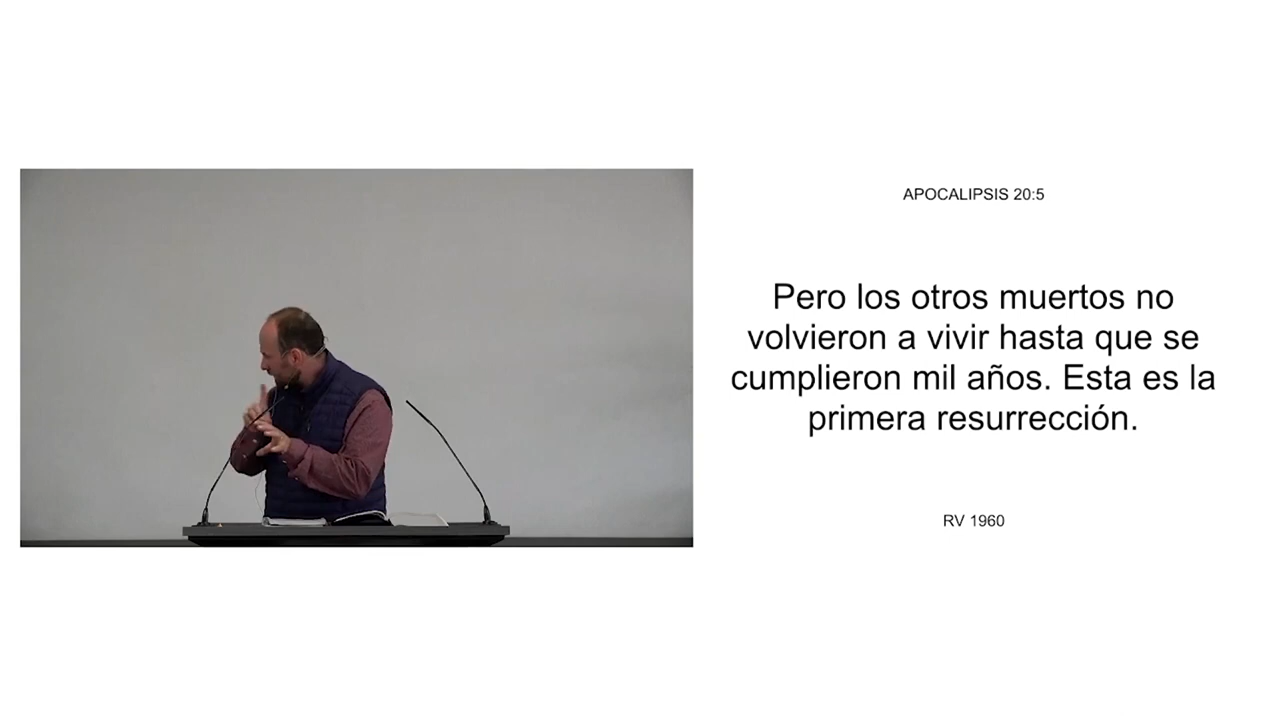 APOCALIPSIS 20:5
Pero los otros muertos no
volvieron a vivir hasta que se
cumplieron mil años. Esta es la
primera resurrección.
RV 1960